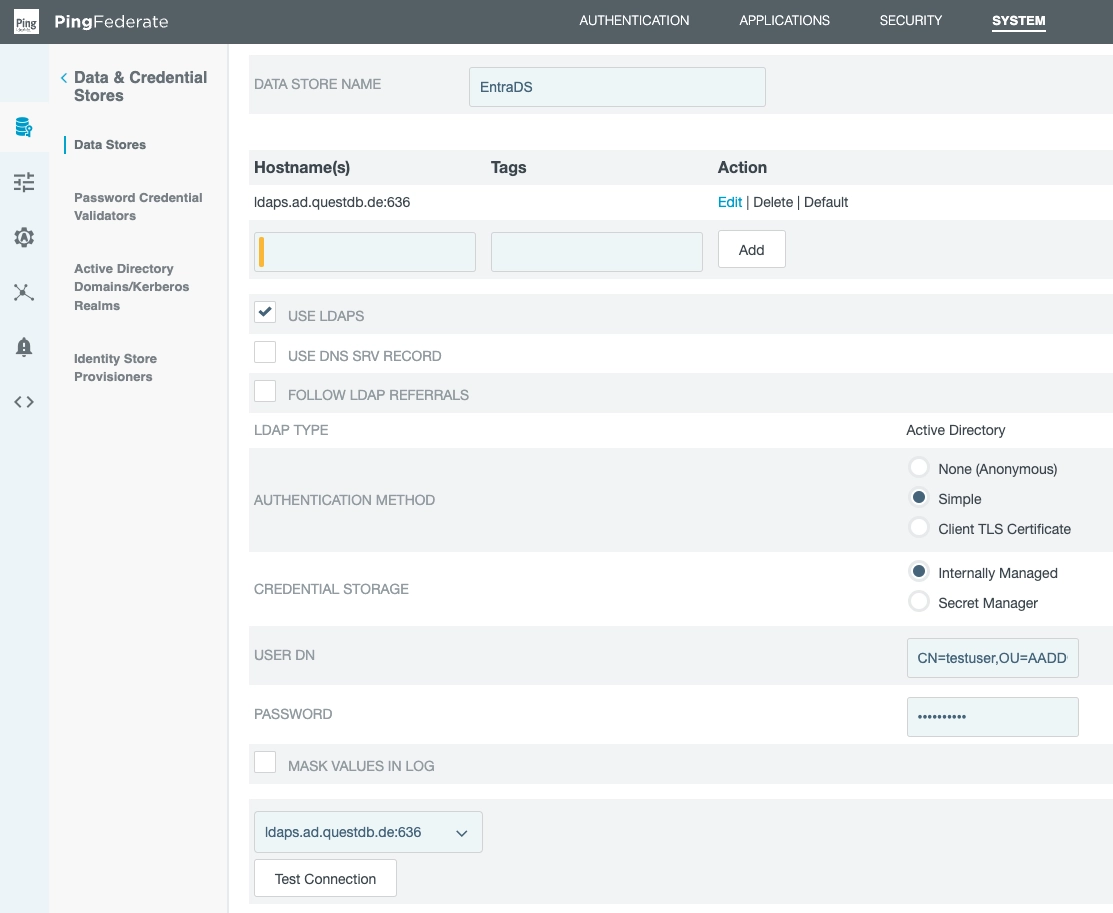 Ping
PingFederate
AUTHENTICATION
APPLICATIONS
SECURITY
SYSTEM
Data & Credential
Stores
Data Stores
Password Credential
Validators
Active Directory
Domains/Kerberos
Realms
Identity Store
Provisioners
DATA STORE NAME
EntraDS
Hostname(s) Tags Action
ldaps.ad.questdb.de:636 Edit | Delete | Default
Add
USE LDAPS
USE DNS SRV RECORD
FOLLOW LDAP REFERRALS
LDAP TYPE Active Directory
AUTHENTICATION METHOD
None (Anonymous)
Simple
Client TLS Certificate
CREDENTIAL STORAGE
Internally Managed
Secret Manager
USER DN CN=testuser,OU=AADD
PASSWORD ••••••••••
MASK VALUES IN LOG
ldaps.ad.questdb.de:636
Test Connection